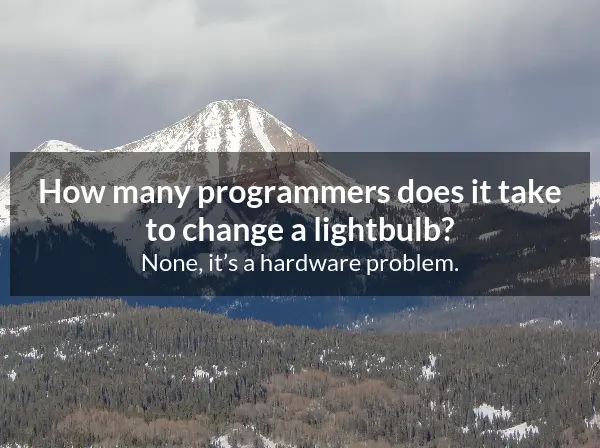 How many programmers does it take
to change a lightbulb?
None, it’s a hardware problem.